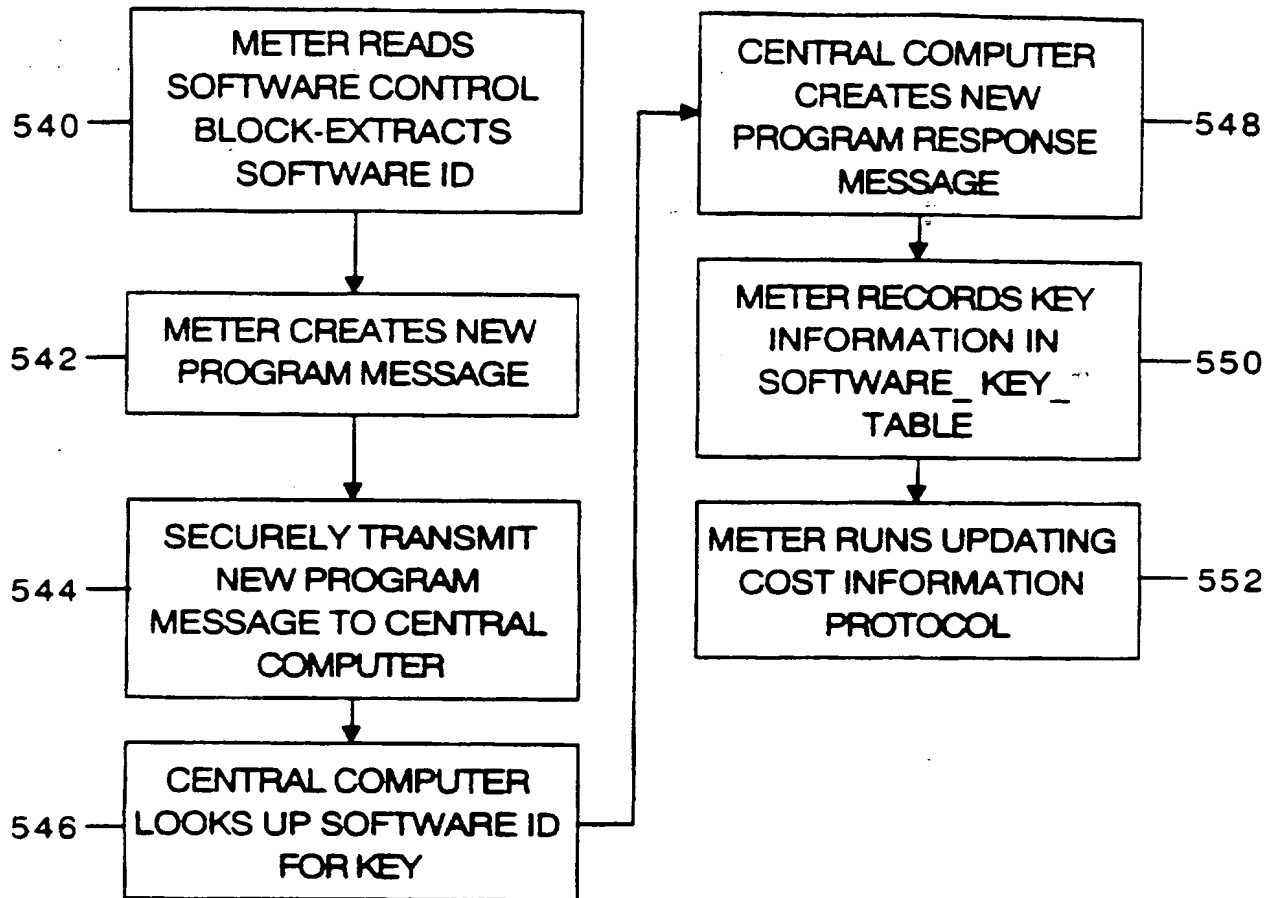 METER READS
SOFTWARE CONTROL
BLOCK-EXTRACTS
SOFTWARE ID
540
METER CREATES NEW
PROGRAM MESSAGE
542
SECURELY TRANSMIT
NEW PROGRAM
MESSAGE TO CENTRAL
COMPUTER
544
CENTRAL COMPUTER
LOOKS UP SOFTWARE ID
FOR KEY
546
CENTRAL COMPUTER
CREATES NEW
PROGRAM RESPONSE
MESSAGE
548
METER RECORDS KEY
INFORMATION IN
SOFTWARE_ KEY_
TABLE
550
METER RUNS UPDATING
COST INFORMATION
PROTOCOL
552